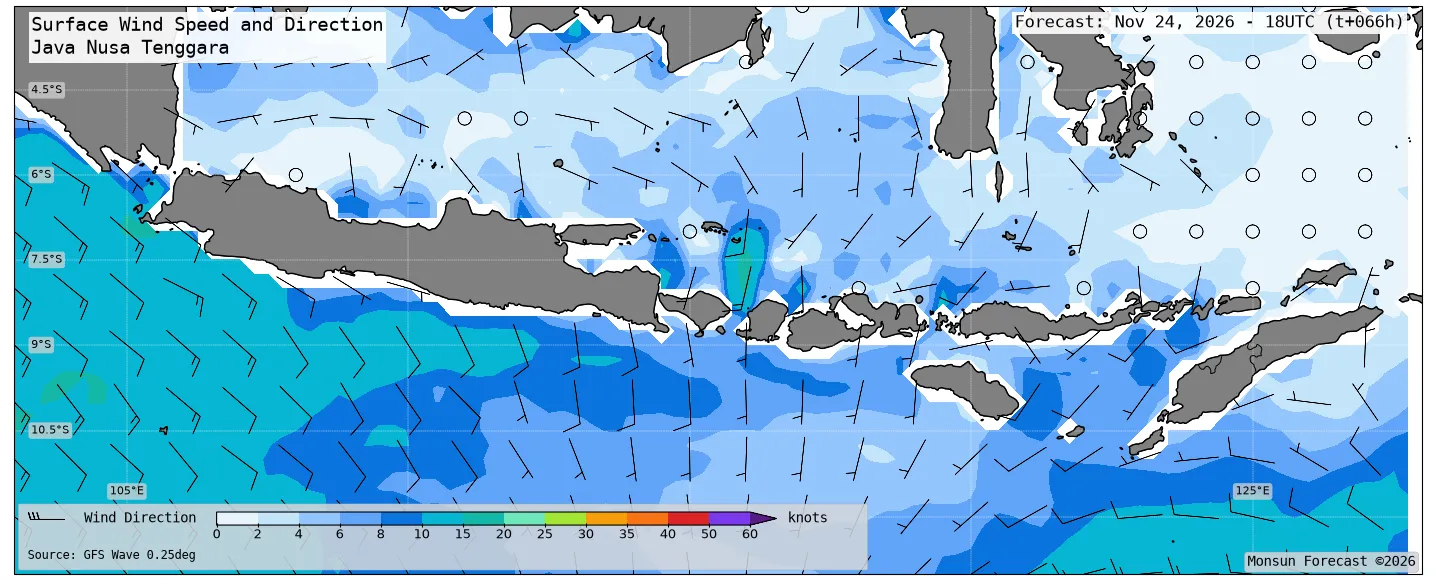 Surface Wind Speed and Direction
Java Nusa Tenggara
Forecast: Nov 24, 2026 - 18UTC (t+066h)
4.5°S
6°S
7.5°S
9°S
10.5°S
105°E
125°E
Wind Direction
knots
0 2 4 6 8 10 15 20 25 30 35 40 50 60
Source: GFS Wave 0.25deg
Monsun Forecast ©2026